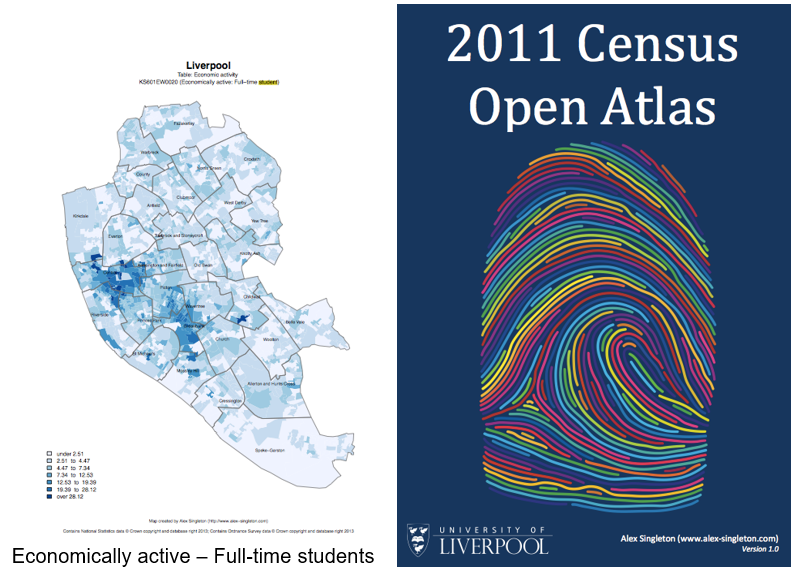 Liverpool
Table: Economic activity
KS601EW0020 (Economically active: Full-time student)
Fazakerley
Warbreck
Croxteth
Norris Green
County
Clubmoor
Anfield
West Derby
Yew Tree
Kirkdale
Everton
Tuebrook and Stoneycroft
Knotty Ash
Kensington and Fairfield
Old Swan
Central
Picton
Childwall
Wavertree
Riverside
Princes Park
Greenbank
Belle Vale
Church
Woolton
St Michael's
Mossley Hill
Allerton and Hunts Cross
Cressington
Speke-Garston
under 2.51
2.51 to 4.47
4.47 to 7.34
7.34 to 12.53
12.53 to 19.39
19.39 to 28.12
over 28.12
Map created by Alex Singleton (http://www.alex-singleton.com)
Contains National Statistics data © Crown copyright and database right 2013; Contains Ordnance Survey data © Crown copyright and database right 2013
Economically active – Full-time students
2011 Census
Open Atlas
UNIVERSITY OF
LIVERPOOL
Alex Singleton (www.alex-singleton.com)
Version 1.0